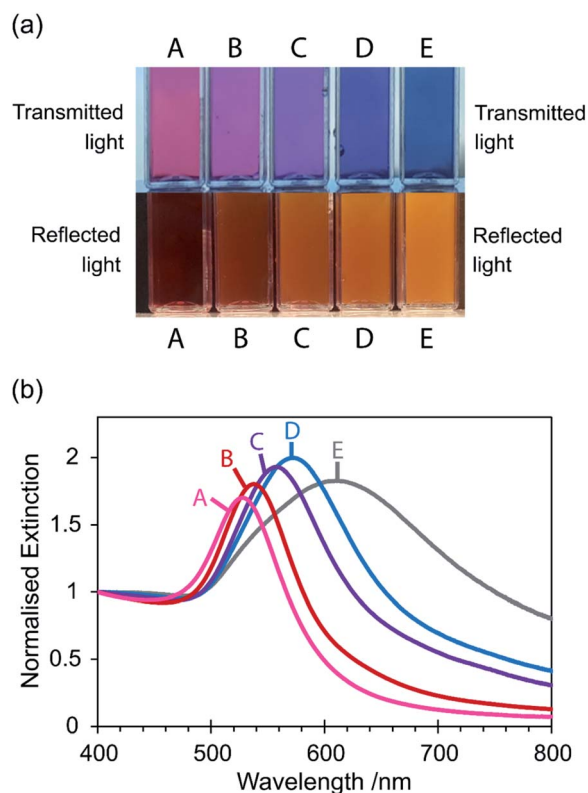 (a)
A B C D E
Transmitted light
Transmitted light
Reflected light
Reflected light
A B C D E
(b)
Normalised Extinction
2
1.5
1
0.5
0
A
B
C
D
E
400 500 600 700 800
Wavelength /nm